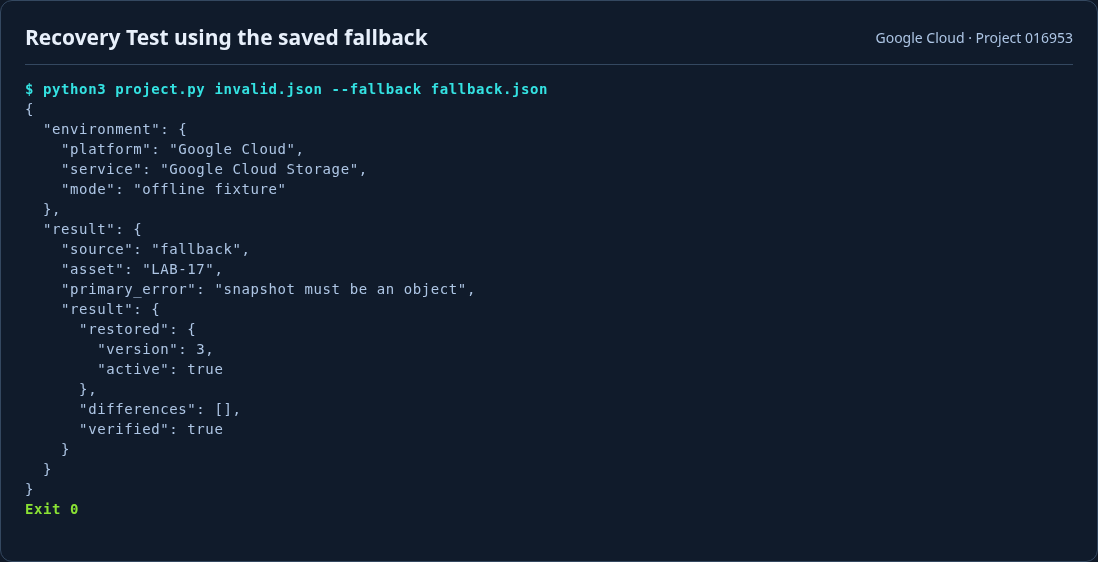 Recovery Test using the saved fallback
Google Cloud · Project 016953
$ python3 project.py invalid.json --fallback fallback.json
{
  "environment": {
    "platform": "Google Cloud",
    "service": "Google Cloud Storage",
    "mode": "offline fixture"
  },
  "result": {
    "source": "fallback",
    "asset": "LAB-17",
    "primary_error": "snapshot must be an object",
    "result": {
      "restored": {
        "version": 3,
        "active": true
      },
      "differences": [],
      "verified": true
    }
  }
}
Exit 0